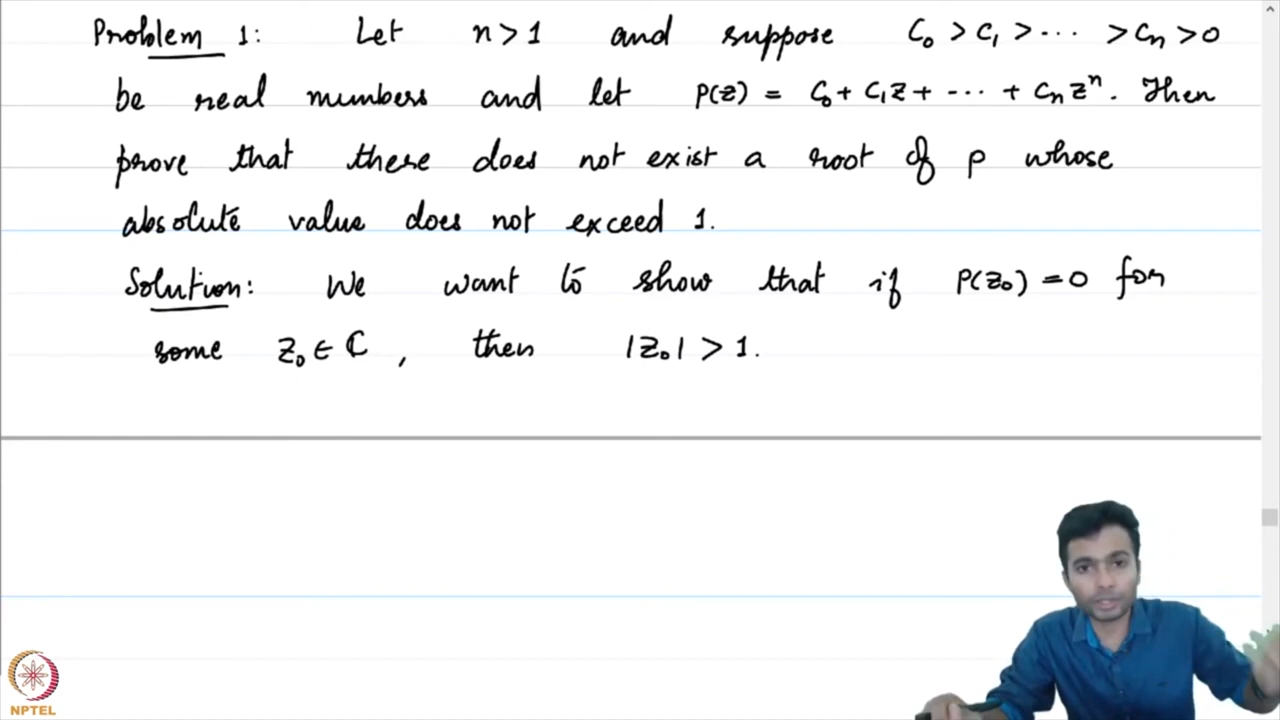 Problem 1: Let n > 1 and suppose C₀ > C₁ > ··· > Cₙ > 0
be real numbers and let P(z) = C₀ + C₁z + ··· + Cₙzⁿ. Then
prove that there does not exist a root of p whose
absolute value does not exceed 1.
Solution: We want to show that if P(z₀) = 0 for
some z₀ ∈ ℂ, then |z₀| > 1.
NPTEL